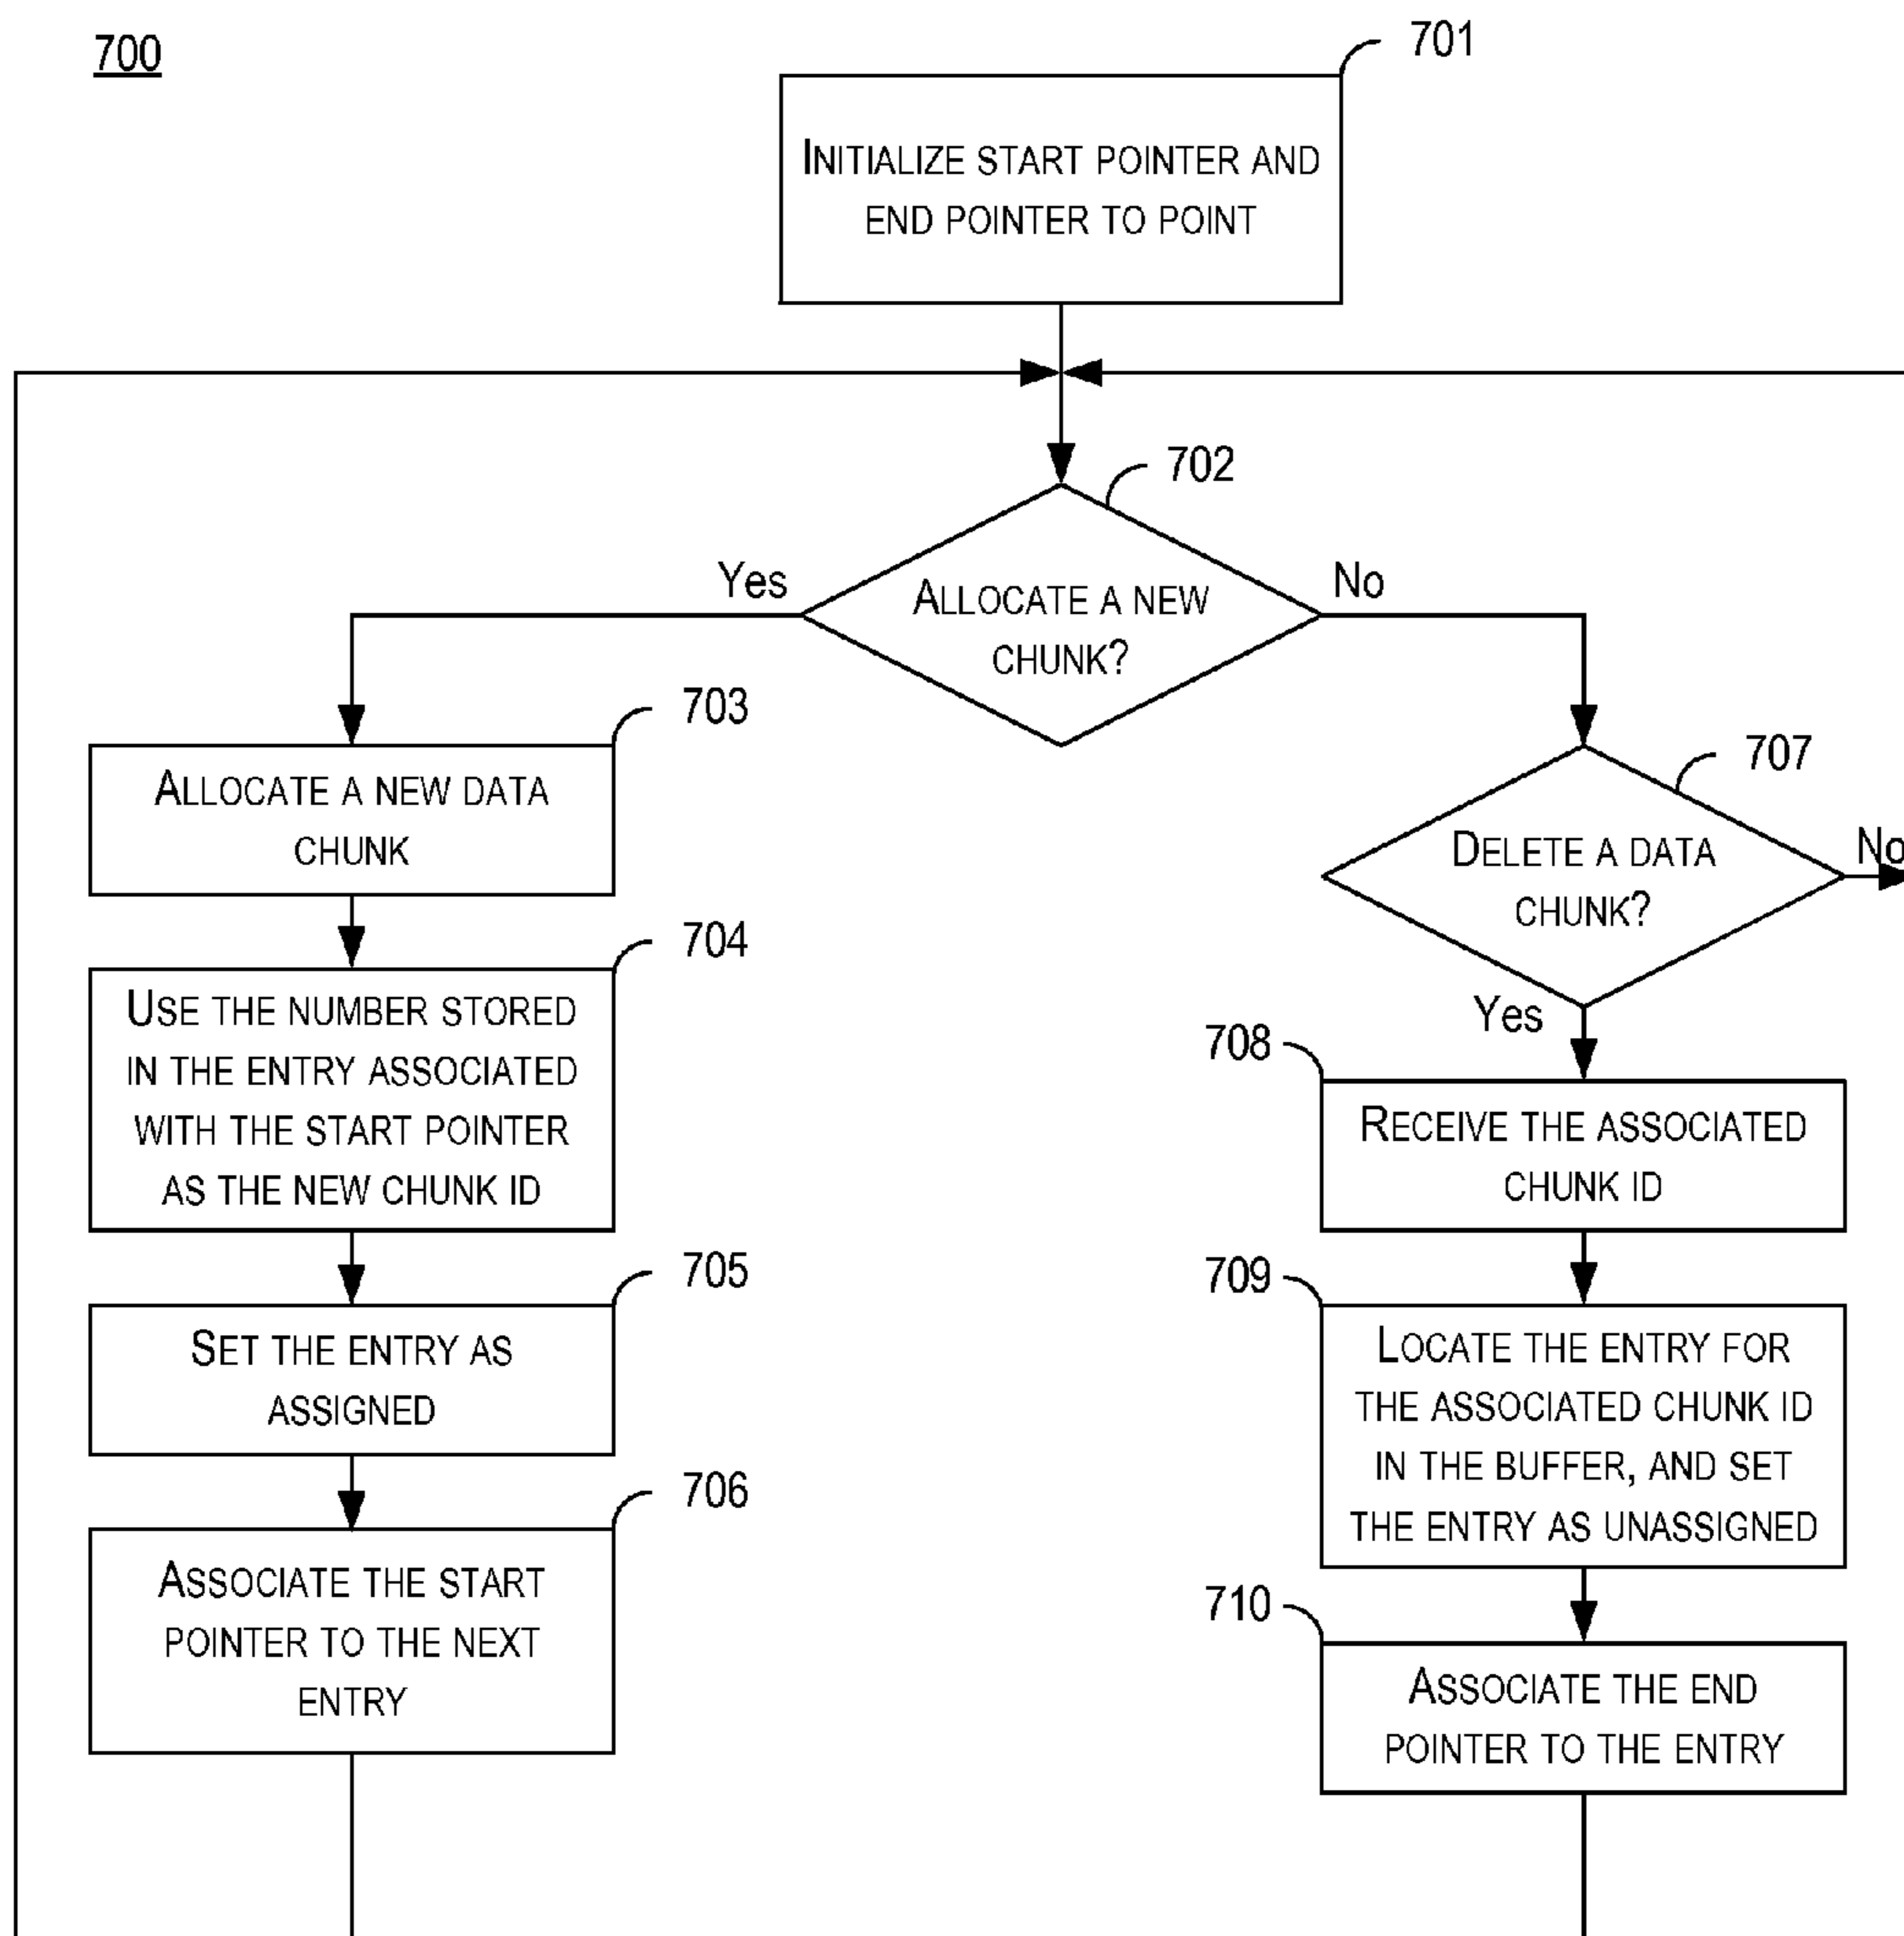 700
701
INITIALIZE START POINTER AND
END POINTER TO POINT
702
Yes
ALLOCATE A NEW
CHUNK?
No
703
ALLOCATE A NEW DATA
CHUNK
704
USE THE NUMBER STORED
IN THE ENTRY ASSOCIATED
WITH THE START POINTER
AS THE NEW CHUNK ID
705
SET THE ENTRY AS
ASSIGNED
706
ASSOCIATE THE START
POINTER TO THE NEXT
ENTRY
707
DELETE A DATA
CHUNK?
No
Yes
708
RECEIVE THE ASSOCIATED
CHUNK ID
709
LOCATE THE ENTRY FOR
THE ASSOCIATED CHUNK ID
IN THE BUFFER, AND SET
THE ENTRY AS UNASSIGNED
710
ASSOCIATE THE END
POINTER TO THE ENTRY